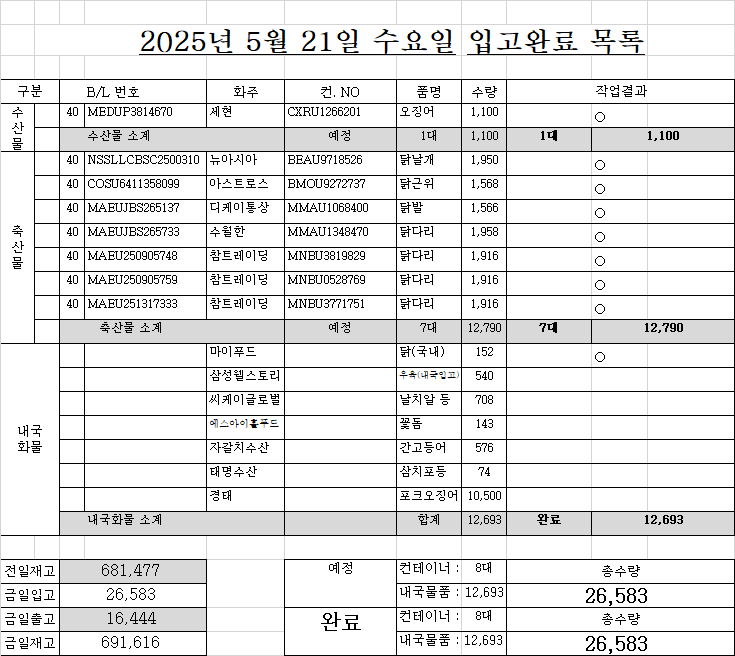 2025년 5월 21일 수요일 입고완료 목록
구분 B/L 번호 화주 컨. NO 품명 수량 작업결과
수산물 40 MEDUP3814670 세현 CXRU1266201 오징어 1,100 ○
수산물 소계 예정 1대 1,100 1대 1,100
축산물 40 NSSLLCBSC2500310 뉴아시아 BEAU9718526 닭날개 1,950 ○
40 COSU6411358099 아스트로스 BMOU9272737 닭근위 1,568 ○
40 MAEUJBS265137 디케이통상 MMAU1068400 닭발 1,566 ○
40 MAEUJBS265733 수월한 MMAU1348470 닭다리 1,958 ○
40 MAEU250905748 참트레이딩 MNBU3819829 닭다리 1,916 ○
40 MAEU250905759 참트레이딩 MNBU0528769 닭다리 1,916 ○
40 MAEU251317333 참트레이딩 MNBU3771751 닭다리 1,916 ○
축산물 소계 예정 7대 12,790 7대 12,790
내국화물 마이푸드 닭(국내) 152 ○
삼성웰스토리 우육(내국입고) 540
씨케이글로벌 날치알 등 708
에스아이홀푸드 꽃돔 143
자갈치수산 간고등어 576
태명수산 삼치포등 74
경태 포크오징어 10,500
내국화물 소계 합계 12,693 완료 12,693
전일재고 681,477 예정 컨테이너 : 8대 총수량
금일입고 26,583 내국물품 : 12,693 26,583
금일출고 16,444 완료 컨테이너 : 8대 총수량
금일재고 691,616 내국물품 : 12,693 26,583